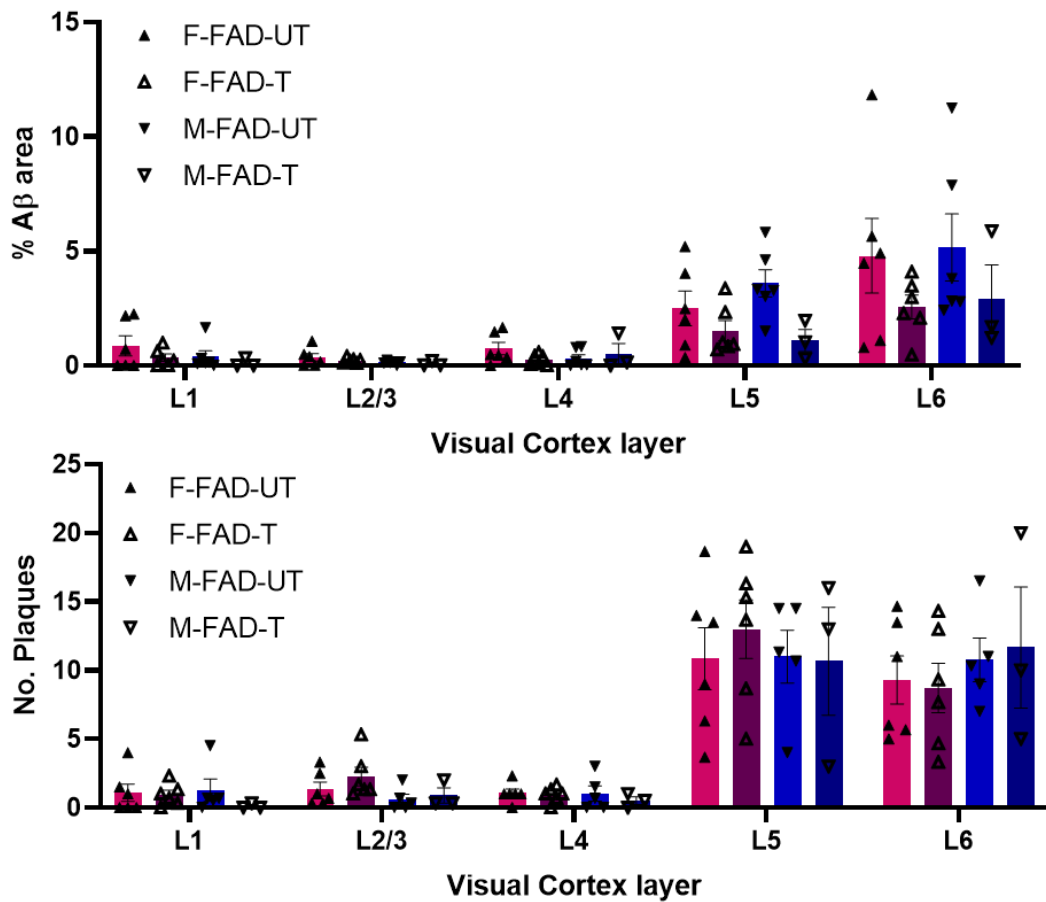 15
10
5
0
% Aβ area
F-FAD-UT
F-FAD-T
M-FAD-UT
M-FAD-T
L1 L2/3 L4 L5 L6
Visual Cortex layer
25
20
15
10
5
0
No. Plaques
F-FAD-UT
F-FAD-T
M-FAD-UT
M-FAD-T
L1 L2/3 L4 L5 L6
Visual Cortex layer